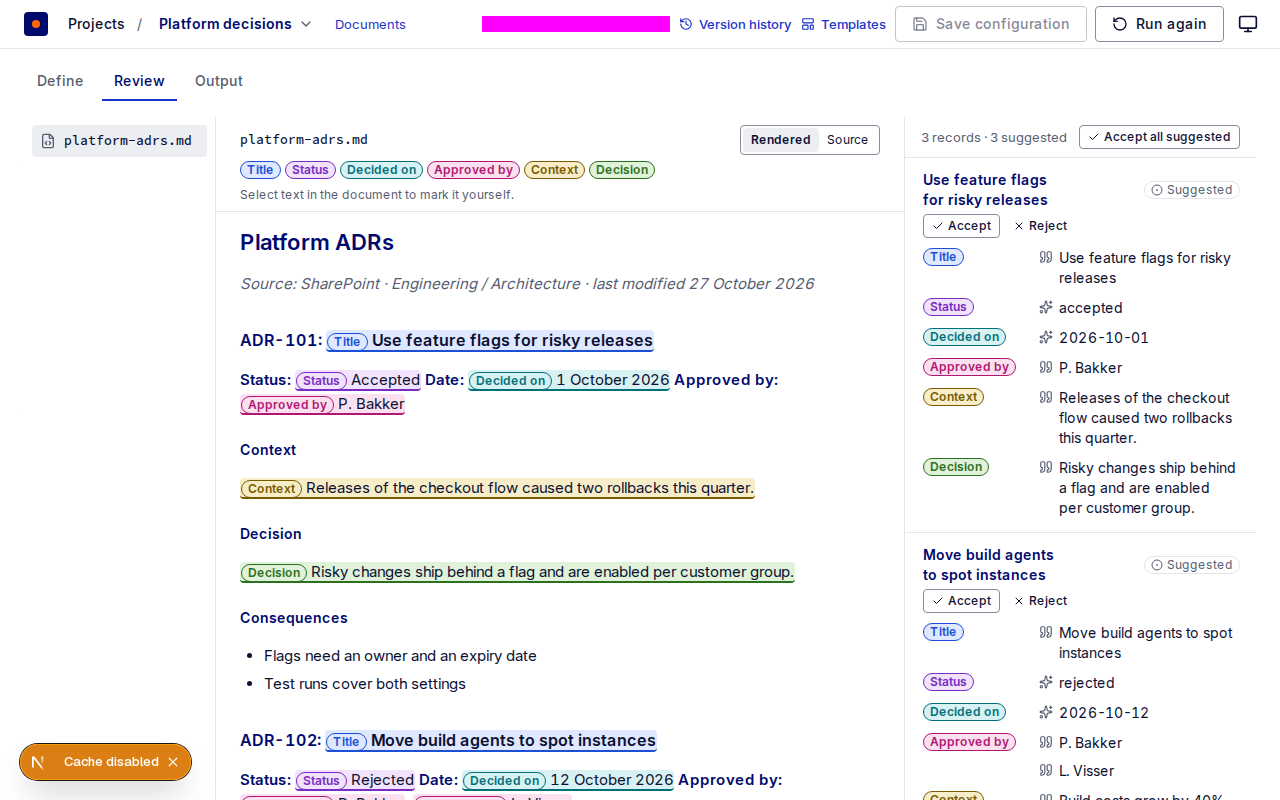 Projects / Platform decisions Documents Version history Templates Save configuration Run again
Define Review Output
platform-adrs.md
platform-adrs.md Rendered Source
Title Status Decided on Approved by Context Decision
Select text in the document to mark it yourself.
Platform ADRs
Source: SharePoint · Engineering / Architecture · last modified 27 October 2026
ADR-101: Title Use feature flags for risky releases
Status: Status Accepted Date: Decided on 1 October 2026 Approved by:
Approved by P. Bakker
Context
Context Releases of the checkout flow caused two rollbacks this quarter.
Decision
Decision Risky changes ship behind a flag and are enabled per customer group.
Consequences
Flags need an owner and an expiry date
Test runs cover both settings
ADR-102: Title Move build agents to spot instances
Status: Status Rejected Date: Decided on 12 October 2026 Approved by:
3 records · 3 suggested Accept all suggested
Use feature flags
for risky releases
Suggested
Accept Reject
Title Use feature flags for risky
releases
Status accepted
Decided on 2026-10-01
Approved by P. Bakker
Context Releases of the checkout
flow caused two rollbacks
this quarter.
Decision Risky changes ship behind
a flag and are enabled
per customer group.
Move build agents
to spot instances
Suggested
Accept Reject
Title Move build agents to spot
instances
Status rejected
Decided on 2026-10-12
Approved by P. Bakker
L. Visser
Context Build costs grew by 40%
Cache disabled